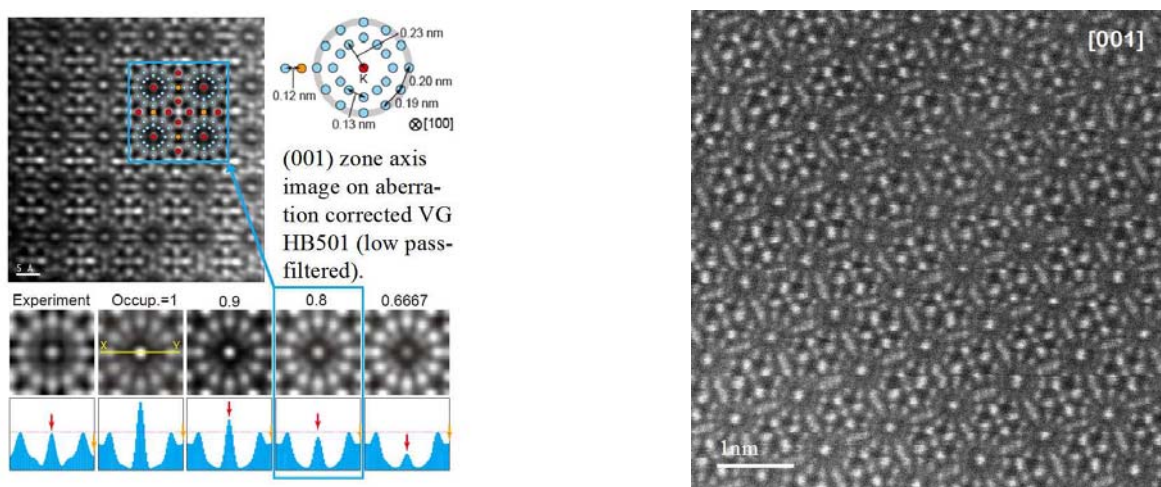 0.23 nm
K
0.12 nm
0.20 nm
0.19 nm
0.13 nm
⊗[100]
(001) zone axis
image on aberra-
tion corrected VG
HB501 (low pass-
filtered).
5 Å
Experiment Occup.=1 0.9 0.8 0.6667
X Y
[001]
1nm